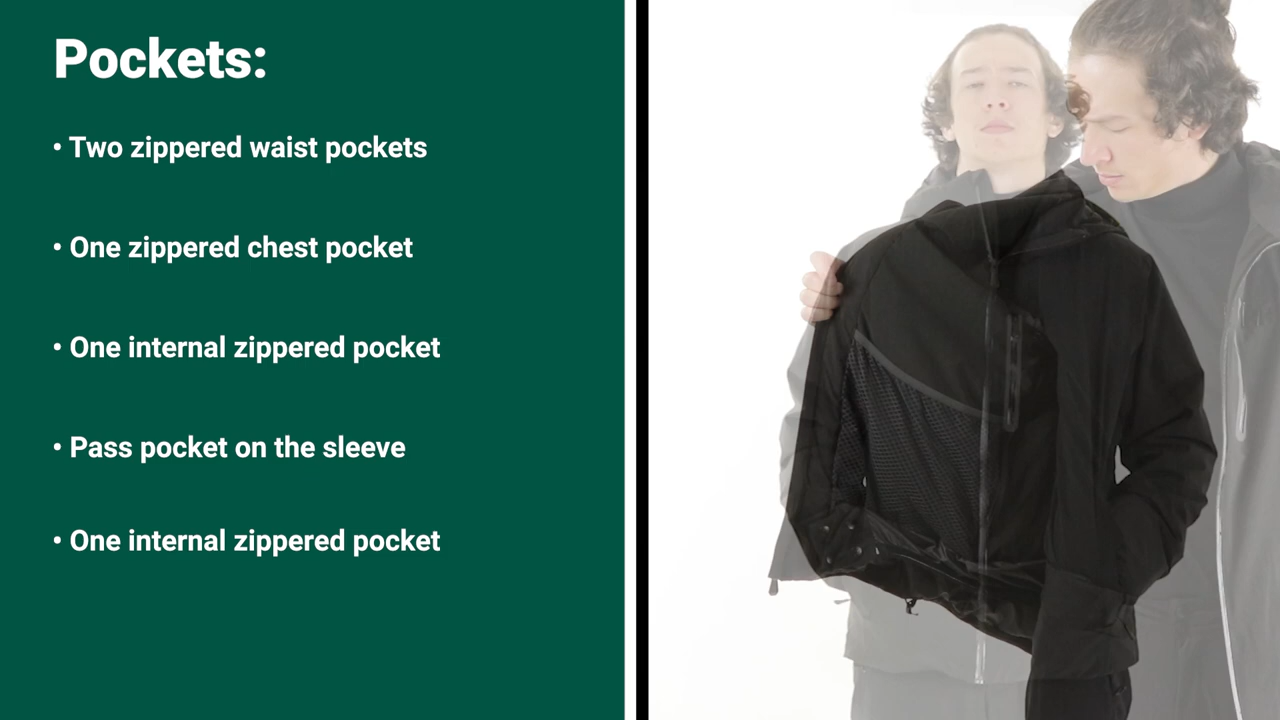 Pockets:
• Two zippered waist pockets
• One zippered chest pocket
• One internal zippered pocket
• Pass pocket on the sleeve
• One internal zippered pocket